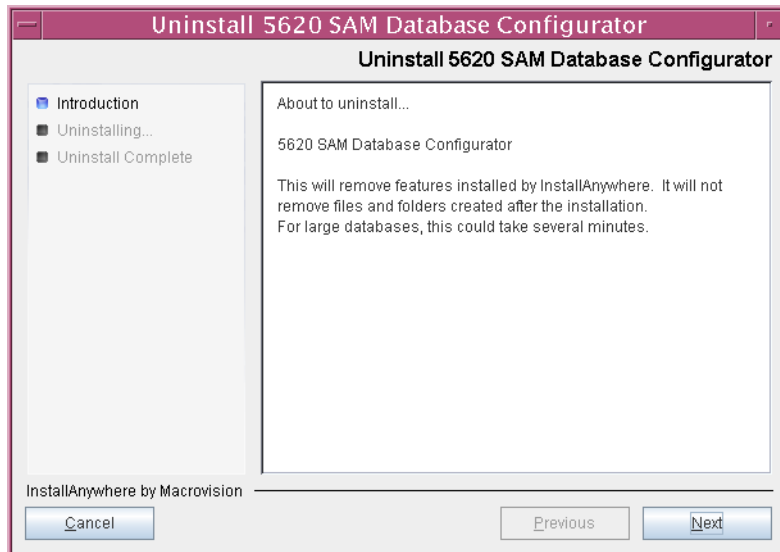 Uninstall 5620 SAM Database Configurator
Uninstall 5620 SAM Database Configurator
Introduction
Uninstalling...
Uninstall Complete
About to uninstall...
5620 SAM Database Configurator
This will remove features installed by InstallAnywhere.  It will not
remove files and folders created after the installation.
For large databases, this could take several minutes.
InstallAnywhere by Macrovision
Cancel
Previous
Next